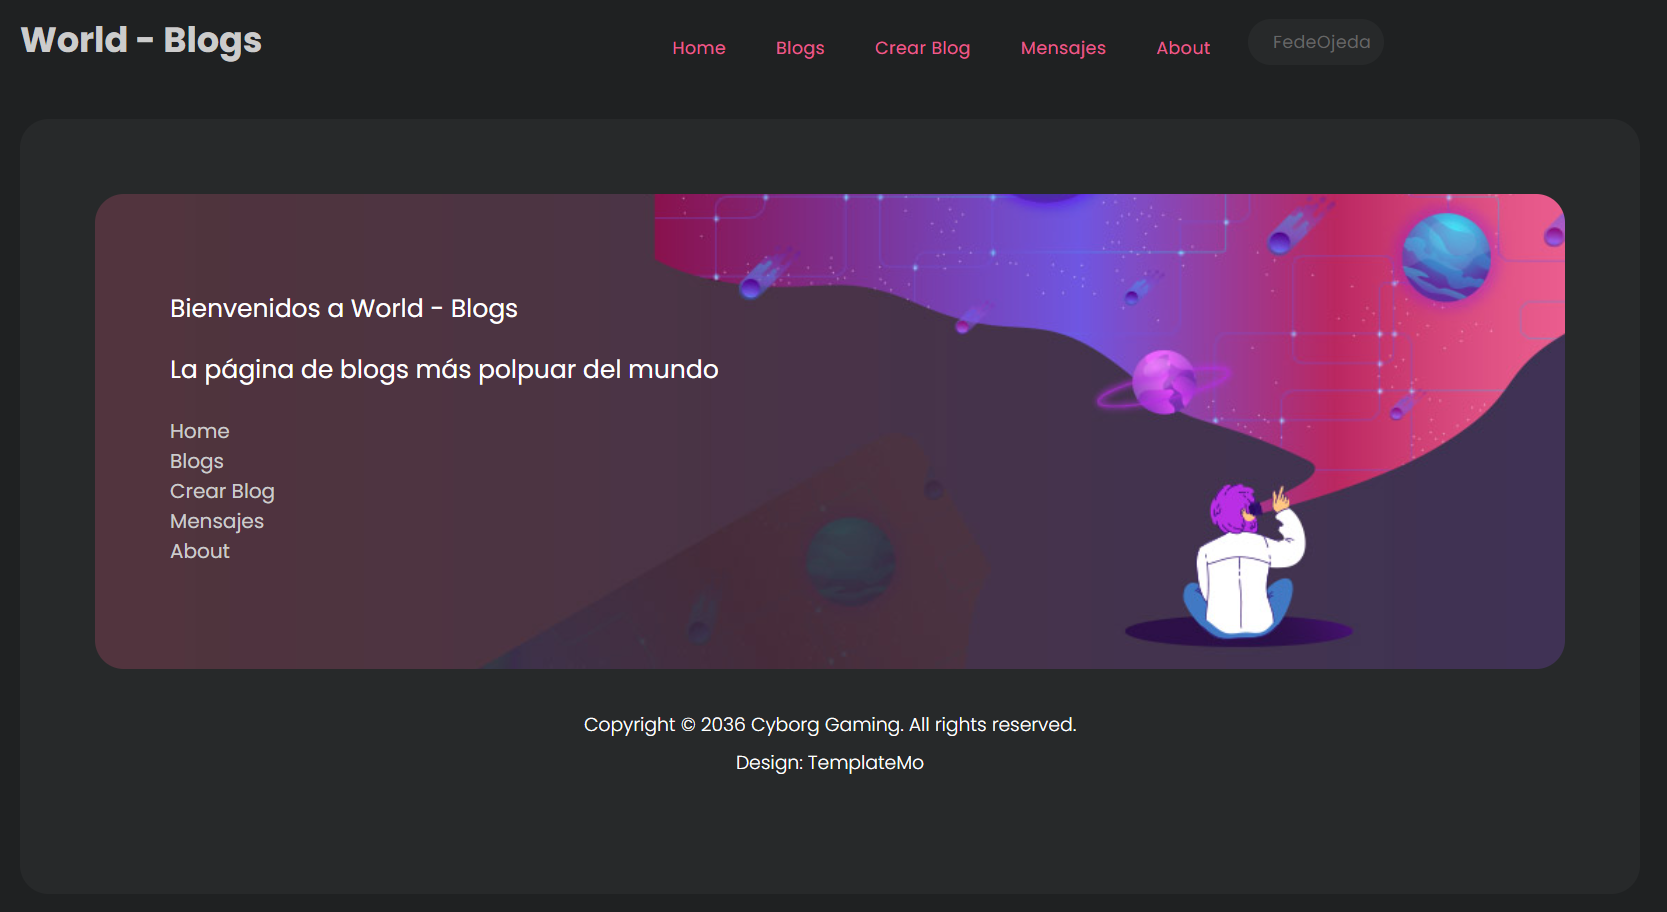 World - Blogs
Home
Blogs
Crear Blog
Mensajes
About
FedeOjeda
Bienvenidos a World - Blogs
La página de blogs más polpuar del mundo
Home
Blogs
Crear Blog
Mensajes
About
Copyright © 2036 Cyborg Gaming. All rights reserved.
Design: TemplateMo